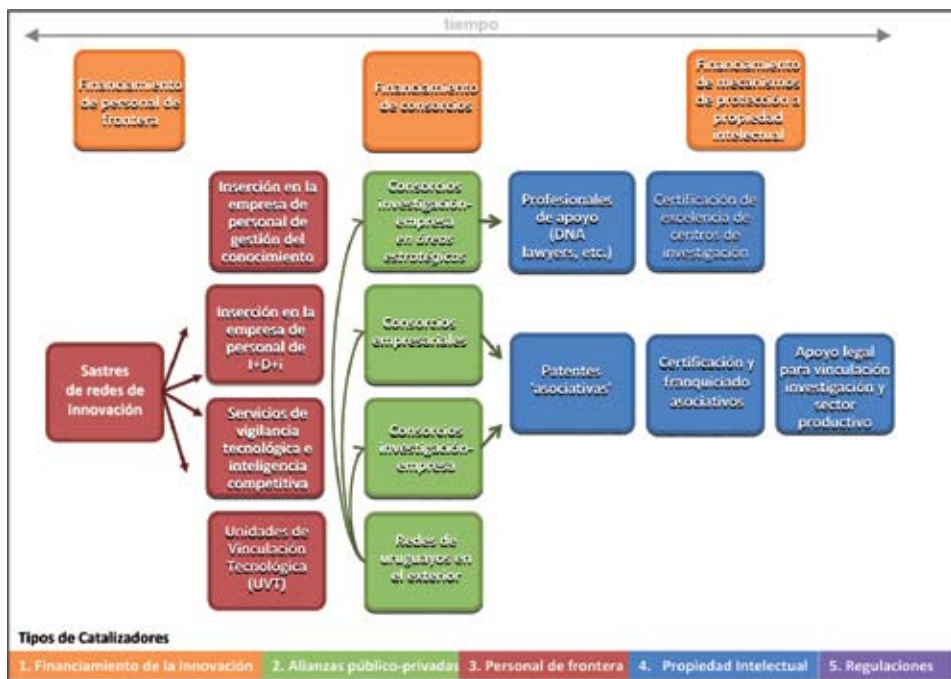 tiempo
Financiamiento
de personal de
frontera
Financiamiento
de consorcios
Financiamiento
de mecanismos
de protección a
propiedad
intelectual
Inserción en la
empresa de
personal de
gestión del
conocimiento
Consorcios
investigación-
empresa
en áreas
estratégicos
Profesionales
de apoyo
(DNA
lawyers, etc.)
Certificación de
excelencia de
centros de
investigación
Sastres
de redes de
innovación
Inserción en la
empresa de
personal de
I+D+i
Consorcios
empresariales
Patentes
'asociativas'
Certificación y
franquiciado
asociativos
Apoyo legal
para vinculación
investigación y
sector
productivo
Servicios de
vigilancia
tecnológica e
inteligencia
competitiva
Consorcios
investigación-
empresa
Unidades de
Vinculación
Tecnológica
(UVT)
Redes de
uruguayos en
el exterior
Tipos de Catalizadores
1. Financiamiento de la innovación
2. Alianzas público-privadas
3. Personal de frontera
4. Propiedad Intelectual
5. Regulaciones